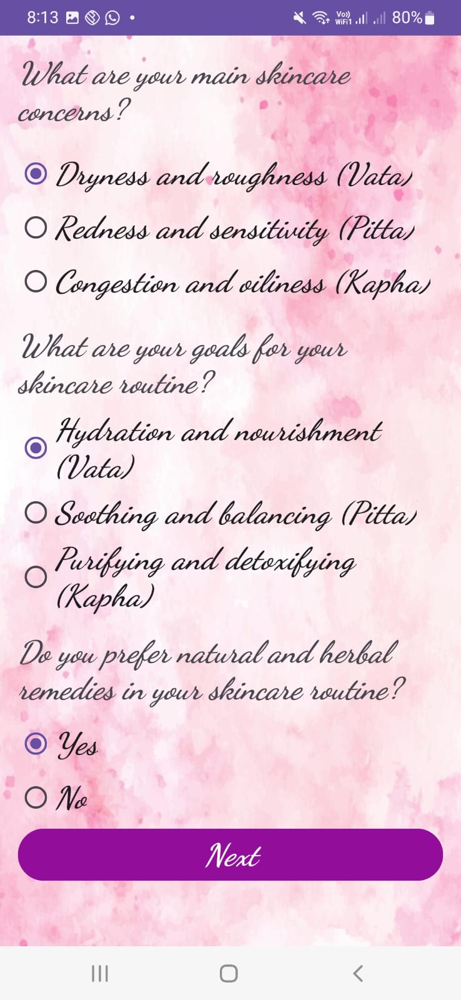 8:13
Vo))
WiFi1
80%
What are your main skincare
concerns?
Dryness and roughness (Vata)
Redness and sensitivity (Pitta)
Congestion and oiliness (Kapha)
What are your goals for your
skincare routine?
Hydration and nourishment
(Vata)
Soothing and balancing (Pitta)
Purifying and detoxifying
(Kapha)
Do you prefer natural and herbal
remedies in your skincare routine?
Yes
No
Next